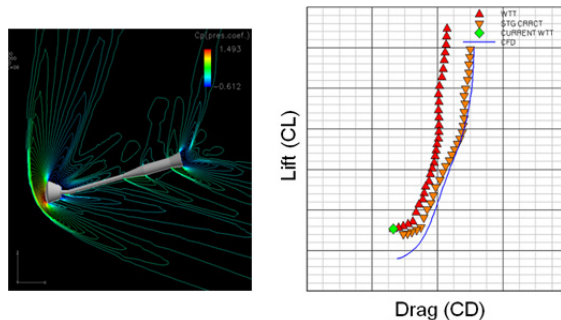 Cp(pres.coef.)
1.493
-0.612
WTT
STG CRRCT
CURRENT WTT
CFD
Lift (CL)
Drag (CD)